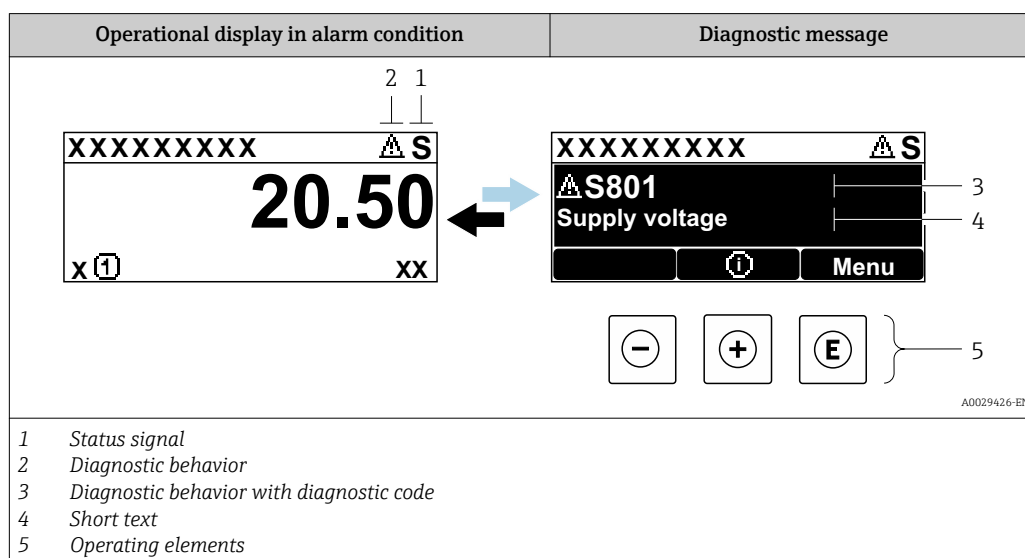 Operational display in alarm condition Diagnostic message
2 1
XXXXXXXXX S
20.50
X 1 XX
XXXXXXXXX S
S801 3
Supply voltage 4
i Menu
- + E 5
A0029426-EN
1 Status signal
2 Diagnostic behavior
3 Diagnostic behavior with diagnostic code
4 Short text
5 Operating elements